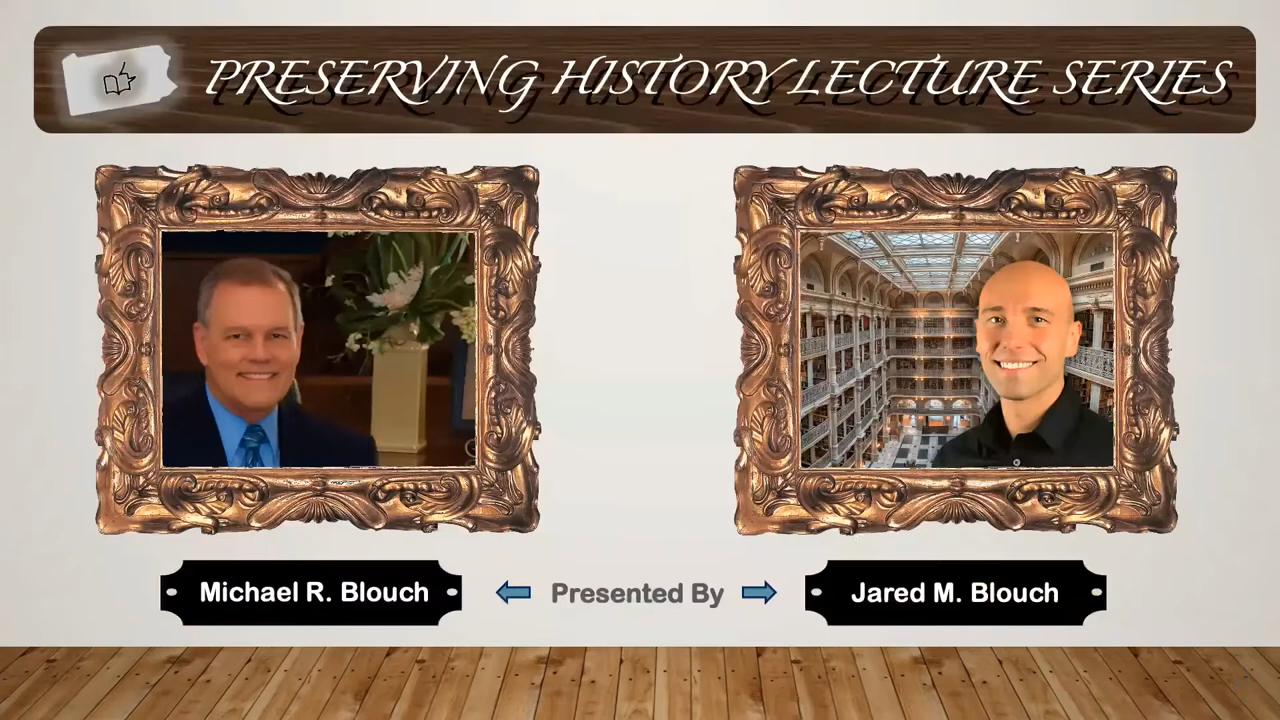 PRESERVING HISTORY LECTURE SERIES
Michael R. Blouch
Presented By
Jared M. Blouch